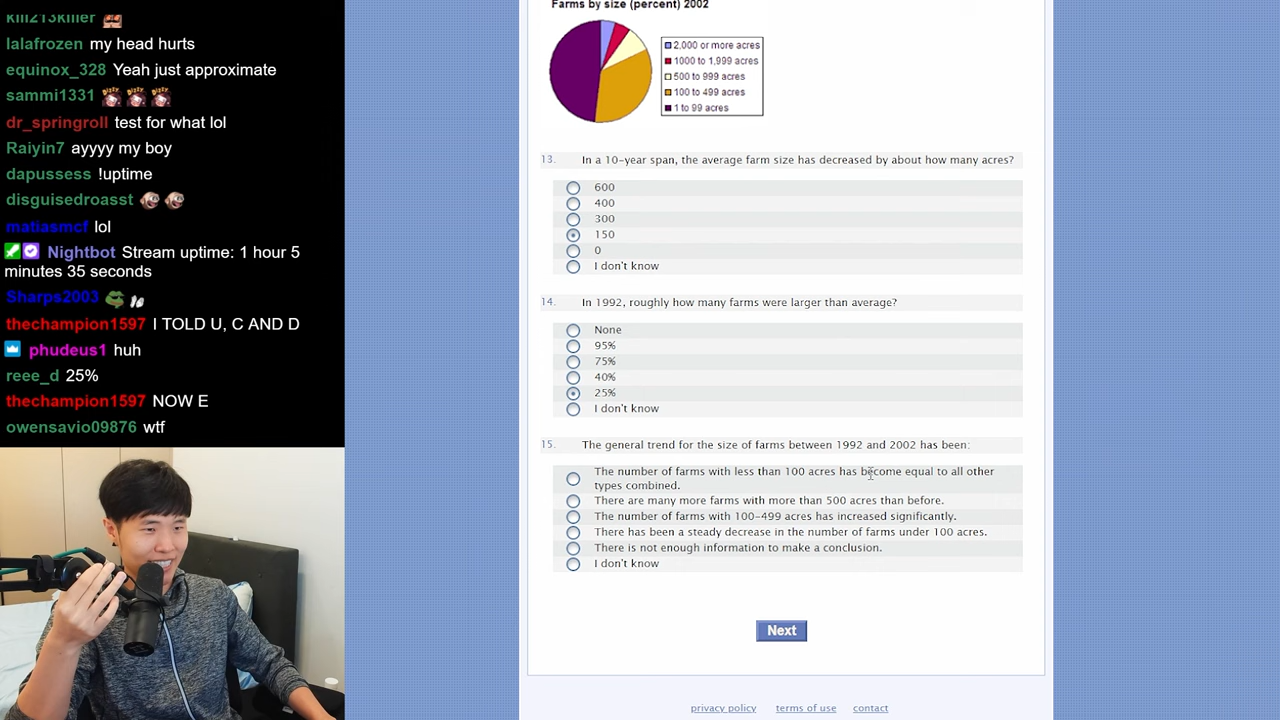 kill213killer
lalafrozen my head hurts
equinox_328 Yeah just approximate
sammi1331
dr_springroll test for what lol
Raiyin7 ayyyy my boy
dapussess !uptime
disguisedroasst
matiasmcf lol
Nightbot Stream uptime: 1 hour 5
minutes 35 seconds
Sharps2003
thechampion1597 I TOLD U, C AND D
phudeus1 huh
reee_d 25%
thechampion1597 NOW E
owensavio09876 wtf
Farms by size (percent) 2002
2,000 or more acres
1000 to 1,999 acres
500 to 999 acres
100 to 499 acres
1 to 99 acres
13. In a 10-year span, the average farm size has decreased by about how many acres?
600
400
300
150
0
I don't know
14. In 1992, roughly how many farms were larger than average?
None
95%
75%
40%
25%
I don't know
15. The general trend for the size of farms between 1992 and 2002 has been:
The number of farms with less than 100 acres has become equal to all other
types combined.
There are many more farms with more than 500 acres than before.
The number of farms with 100-499 acres has increased significantly.
There has been a steady decrease in the number of farms under 100 acres.
There is not enough information to make a conclusion.
I don't know
Next
privacy policy terms of use contact